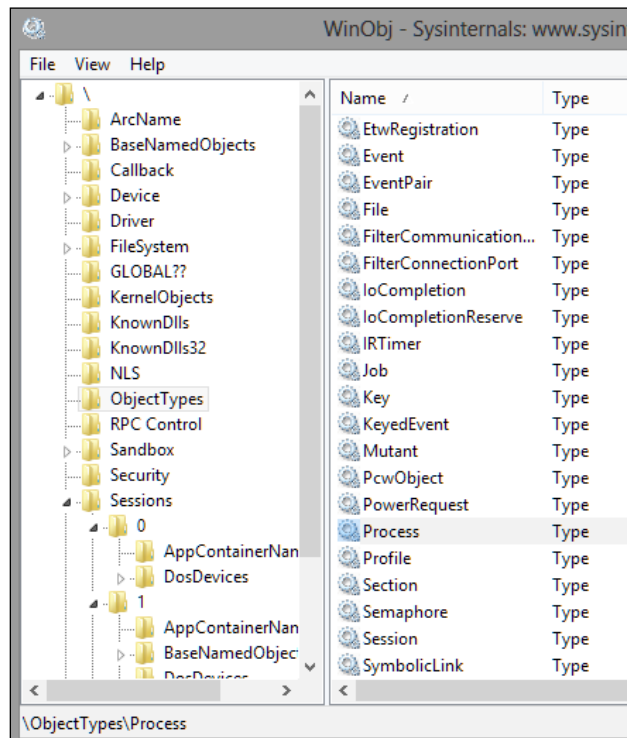 WinObj - Sysinternals: www.sysin
File View Help
\
ArcName
BaseNamedObjects
Callback
Device
Driver
FileSystem
GLOBAL??
KernelObjects
KnownDlls
KnownDlls32
NLS
ObjectTypes
RPC Control
Sandbox
Security
Sessions
0
AppContainerNan
DosDevices
1
AppContainerNan
BaseNamedObjec
DosDevices
Name Type
EtwRegistration Type
Event Type
EventPair Type
File Type
FilterCommunication... Type
FilterConnectionPort Type
IoCompletion Type
IoCompletionReserve Type
IRTimer Type
Job Type
Key Type
KeyedEvent Type
Mutant Type
PcwObject Type
PowerRequest Type
Process Type
Profile Type
Section Type
Semaphore Type
Session Type
SymbolicLink Type
\ObjectTypes\Process